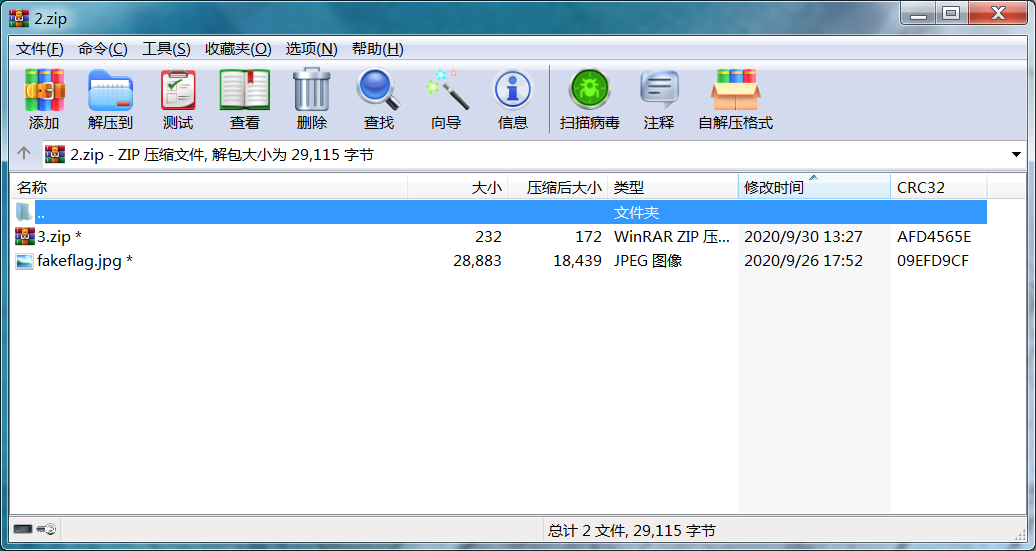 2.zip
文件(F) 命令(C) 工具(S) 收藏夹(O) 选项(N) 帮助(H)
添加 解压到 测试 查看 删除 查找 向导 信息 扫描病毒 注释 自解压格式
2.zip - ZIP 压缩文件, 解包大小为 29,115 字节
名称 大小 压缩后大小 类型 修改时间 CRC32
.. 文件夹
3.zip * 232 172 WinRAR ZIP 压... 2020/9/30 13:27 AFD4565E
fakeflag.jpg * 28,883 18,439 JPEG 图像 2020/9/26 17:52 09EFD9CF
总计 2 文件, 29,115 字节